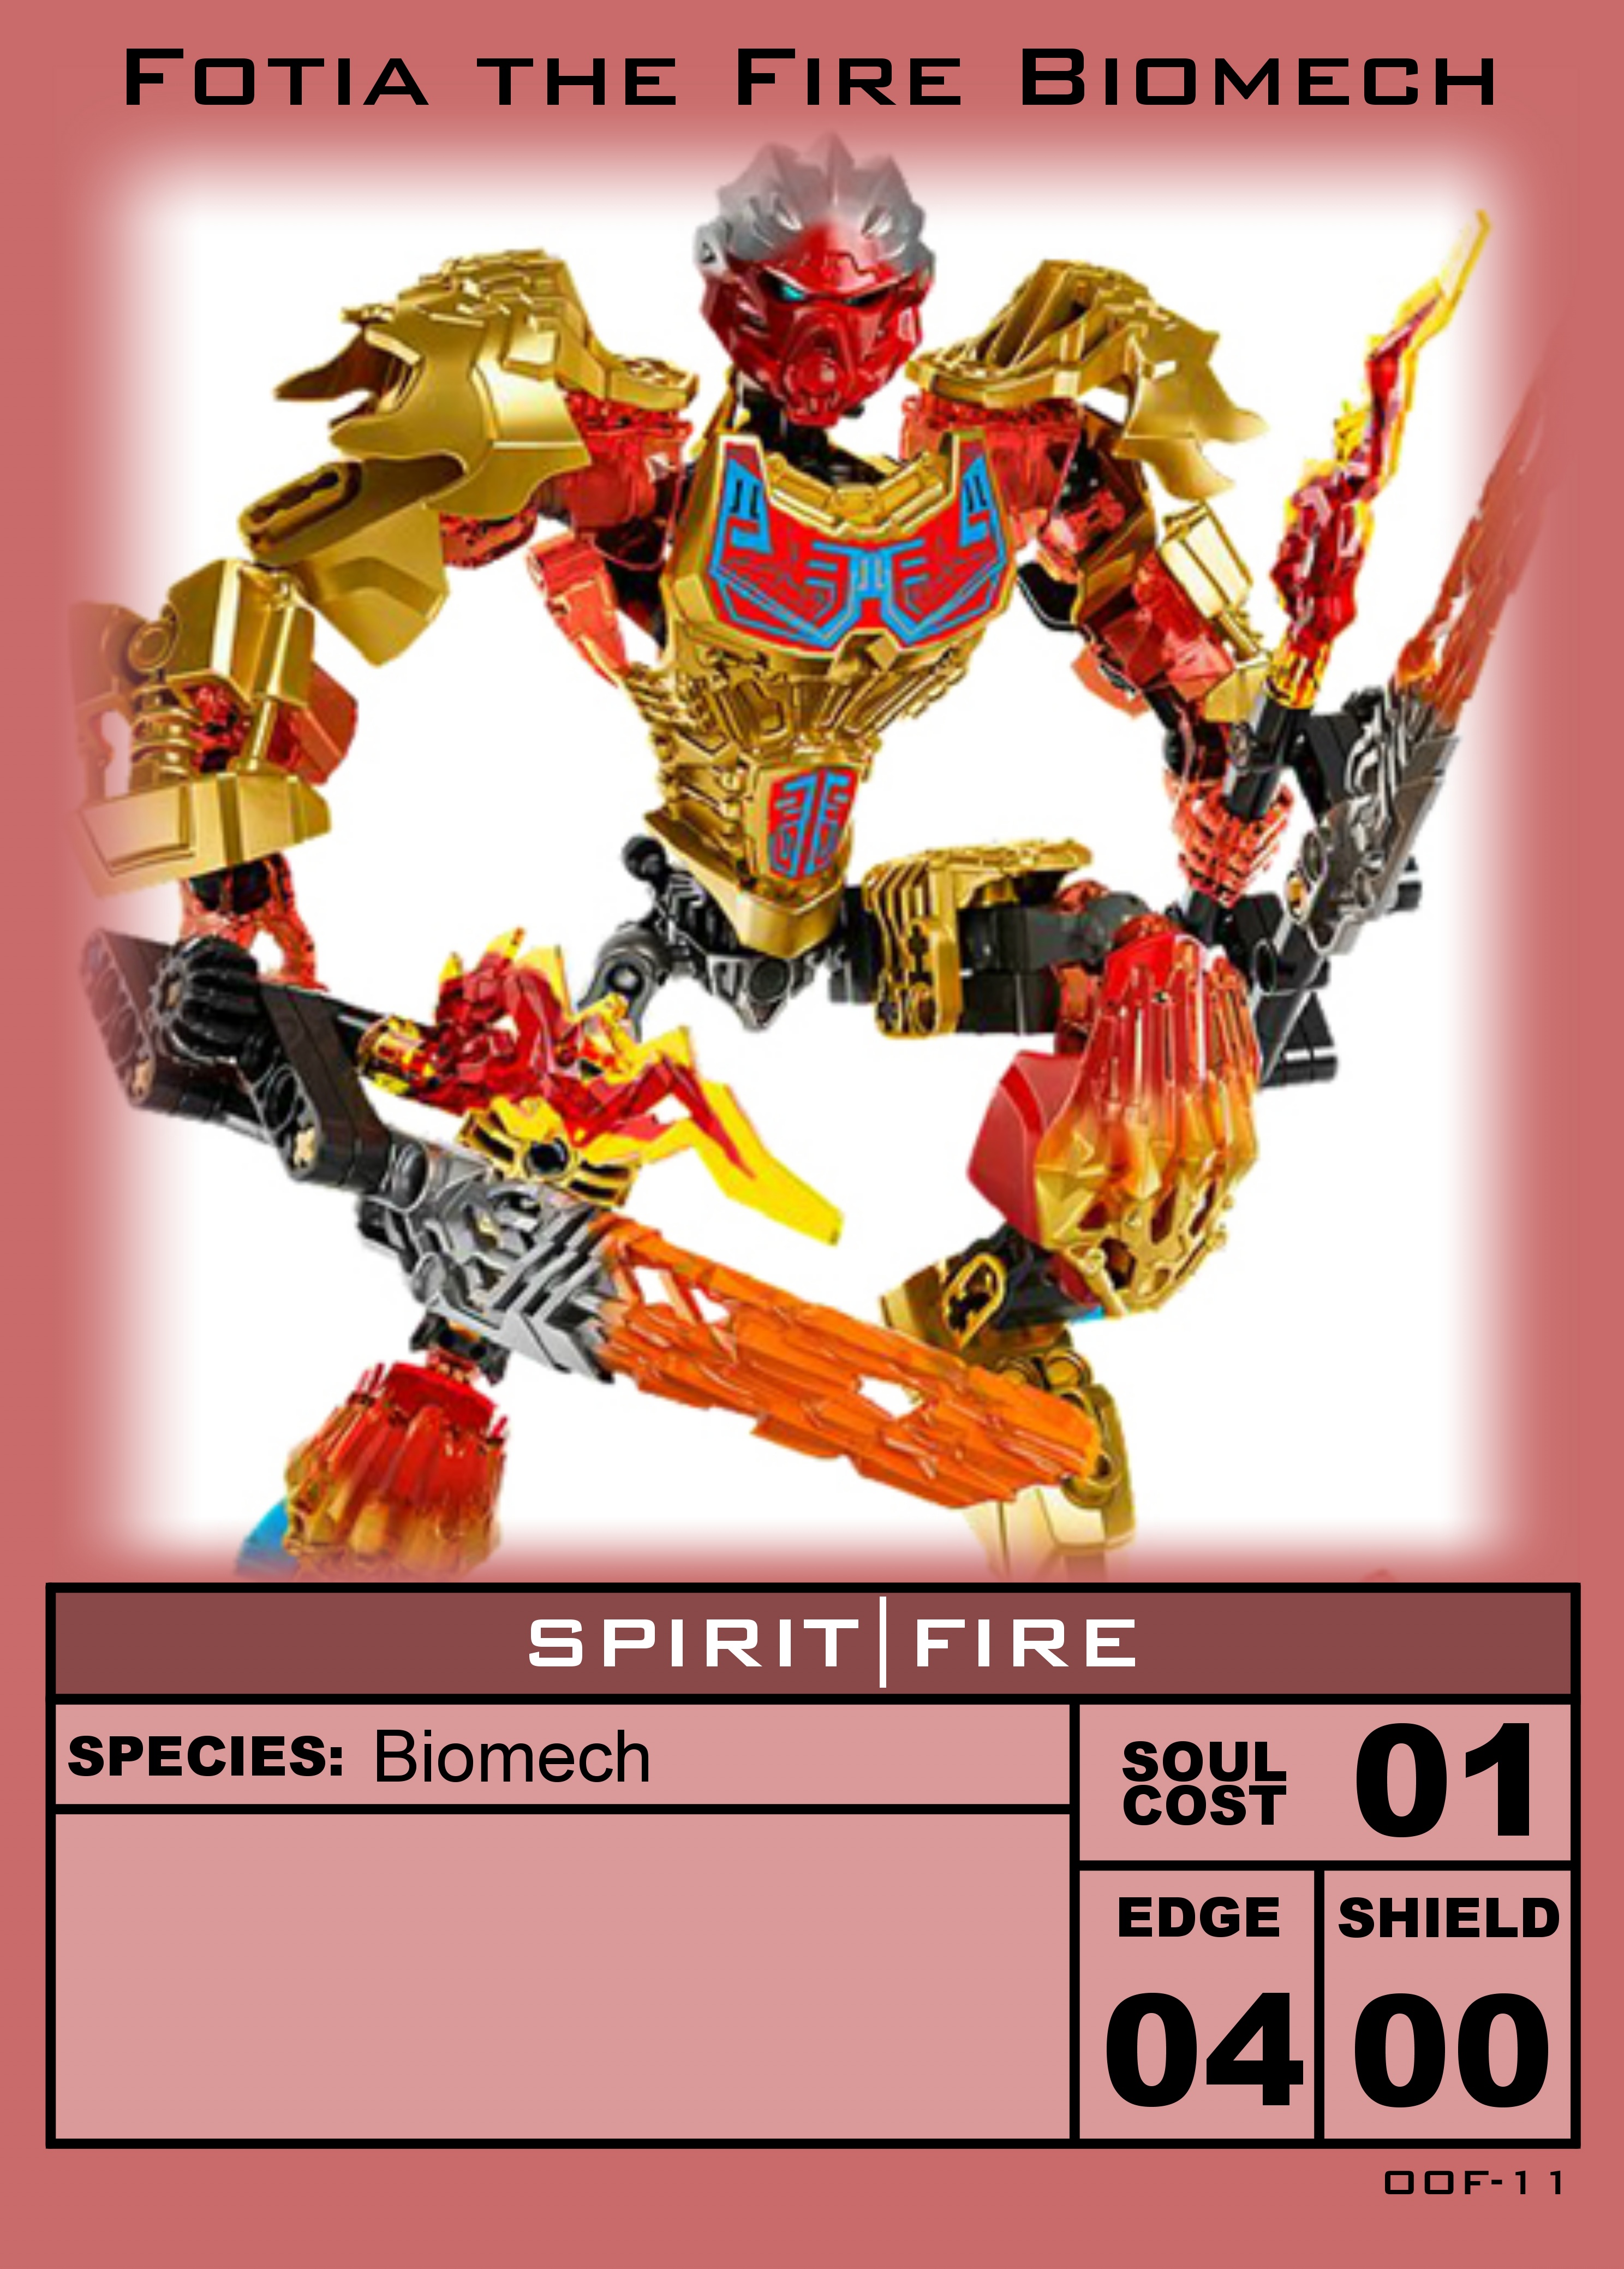 Fotia the Fire Biomech
SPIRIT|FIRE
SPECIES: Biomech
SOUL COST 01
EDGE
SHIELD
04
00
OOF-11